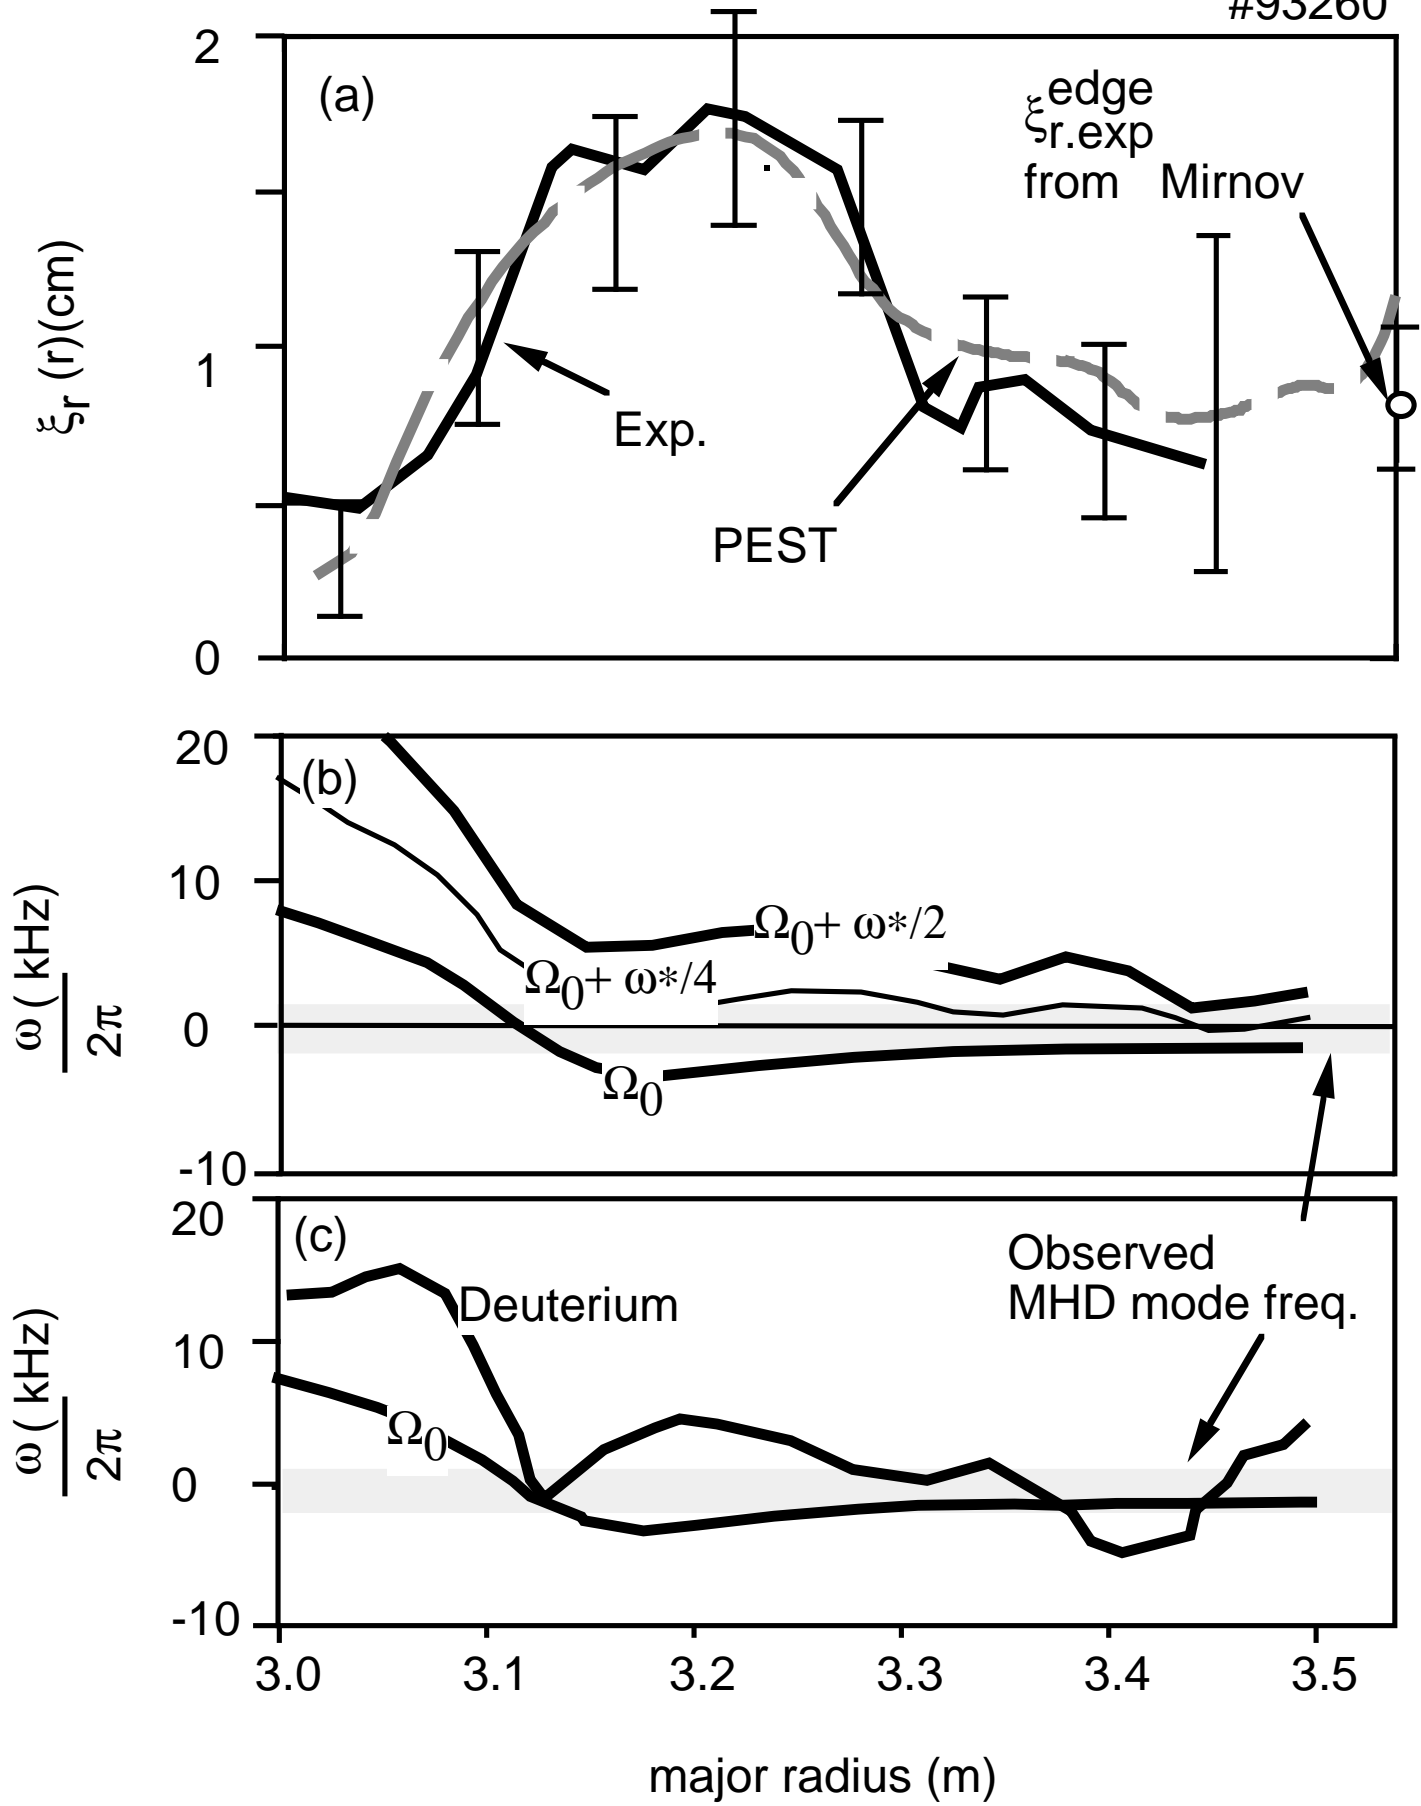 #93260
2
(a)
ξr.exp edge
from Mirnov
ξr (r)(cm)
1
Exp.
PEST
0
20
(b)
10
Ω0+ ω*/2
Ω0+ ω*/4
ω ( kHz)
2π
0
Ω0
-10
20
(c)
Observed
MHD mode freq.
Deuterium
10
Ω0
ω ( kHz)
2π
0
-10
3.0 3.1 3.2 3.3 3.4 3.5
major radius (m)